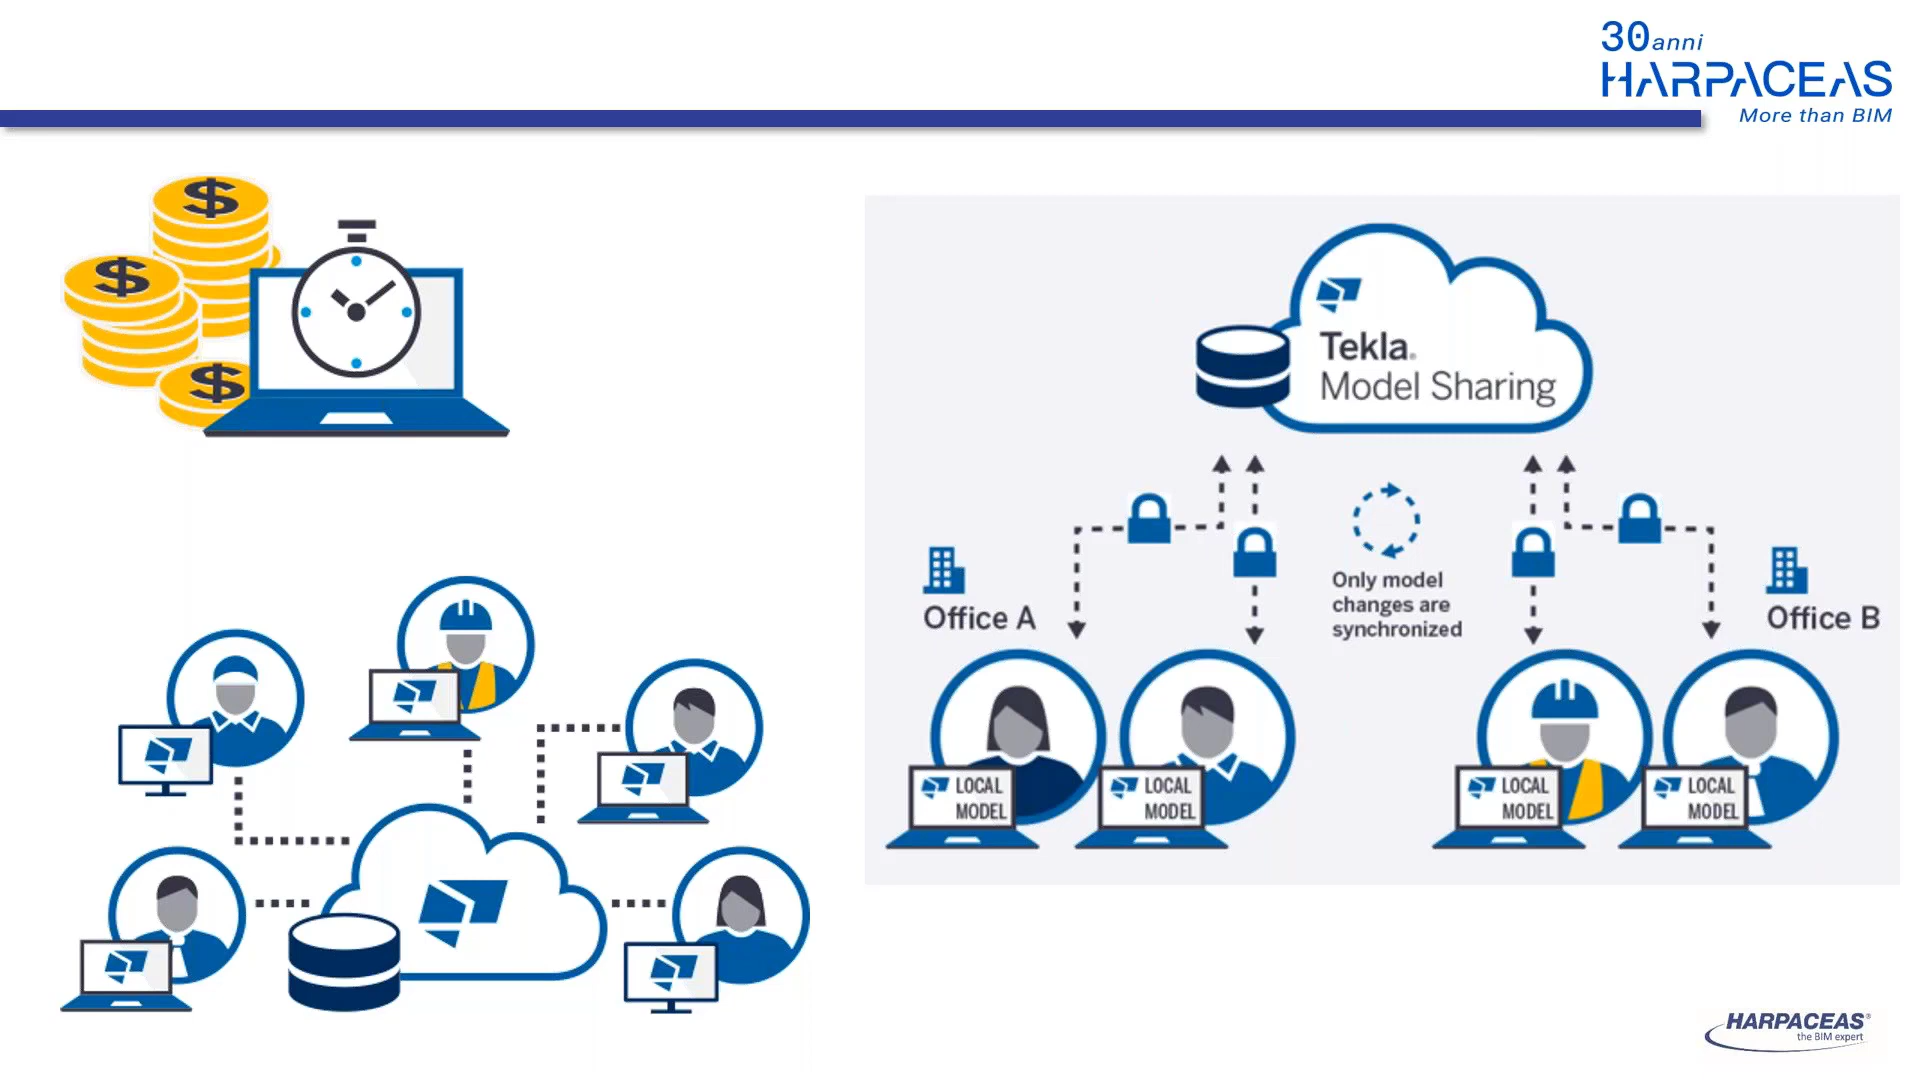 30anni
HARPACEAS
More than BIM
$
$
$
Tekla®
Model Sharing
Only model
changes are
synchronized
Office A
Office B
LOCAL
MODEL
LOCAL
MODEL
LOCAL
MODEL
LOCAL
MODEL
HARPACEAS®
the BIM expert